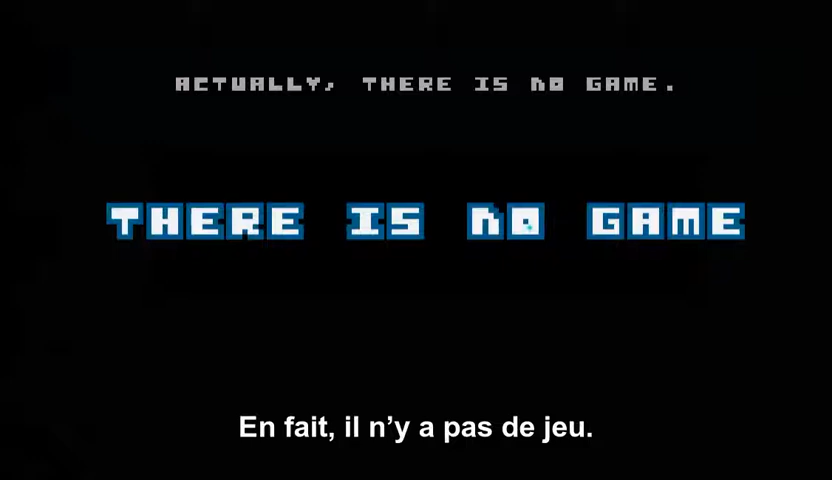 ACTUALLY, THERE IS NO GAME.
THERE IS NO GAME
En fait, il n’y a pas de jeu.